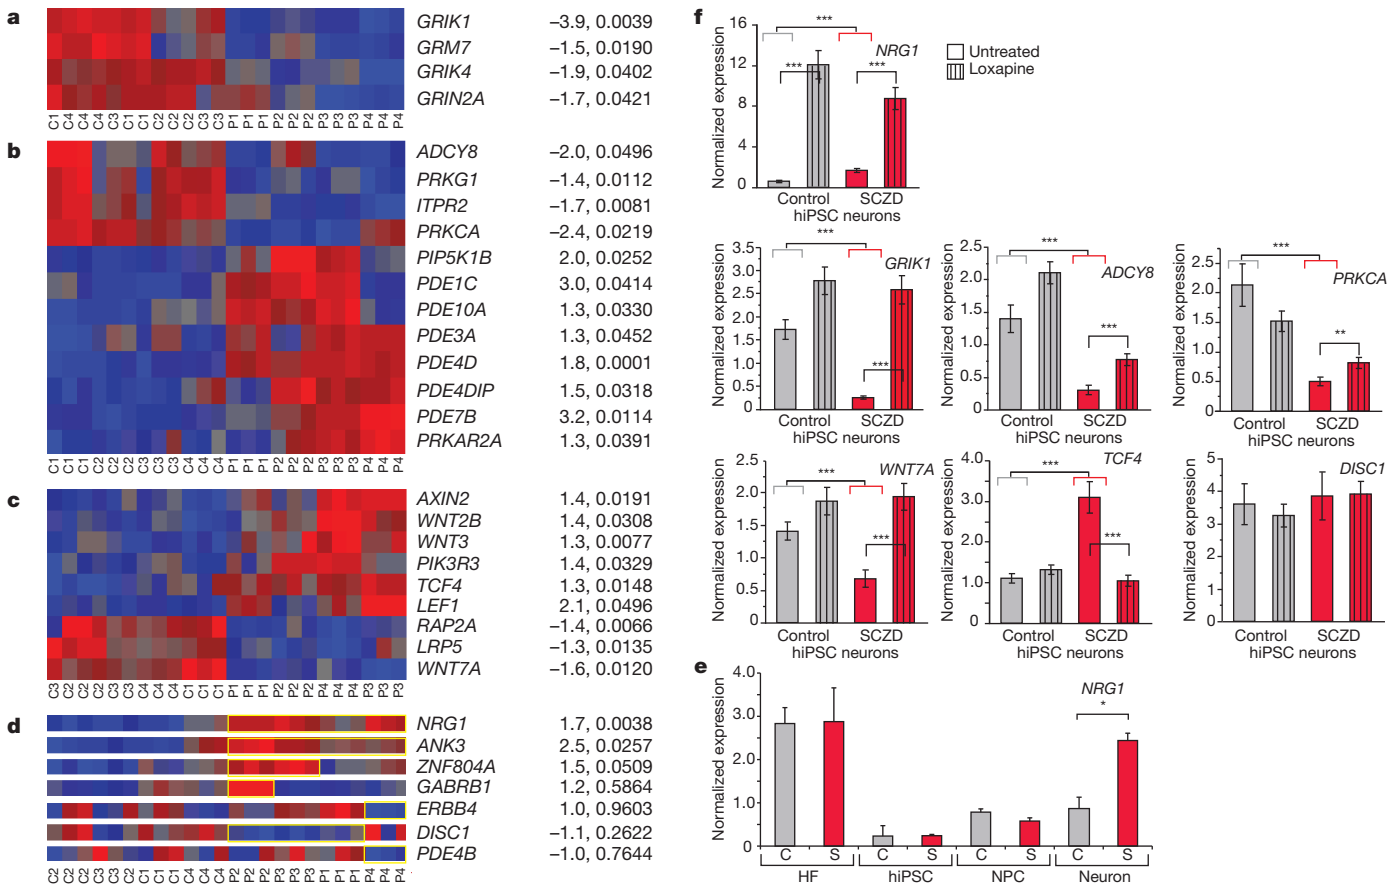 a
GRIK1 –3.9, 0.0039
GRM7 –1.5, 0.0190
GRIK4 –1.9, 0.0402
GRIN2A –1.7, 0.0421
C1 C4 C4 C4 C3 C1 C1 C2 C2 C2 C3 C3 P1 P1 P1 P2 P2 P2 P3 P3 P3 P4 P4 P4
b
ADCY8 –2.0, 0.0496
PRKG1 –1.4, 0.0112
ITPR2 –1.7, 0.0081
PRKCA –2.4, 0.0219
PIP5K1B 2.0, 0.0252
PDE1C 3.0, 0.0414
PDE10A 1.3, 0.0330
PDE3A 1.3, 0.0452
PDE4D 1.8, 0.0001
PDE4DIP 1.5, 0.0318
PDE7B 3.2, 0.0114
PRKAR2A 1.3, 0.0391
C1 C1 C1 C2 C2 C2 C3 C3 C3 C4 C4 C4 P1 P1 P1 P2 P2 P2 P3 P3 P3 P4 P4 P4
c
AXIN2 1.4, 0.0191
WNT2B 1.4, 0.0308
WNT3 1.3, 0.0077
PIK3R3 1.4, 0.0329
TCF4 1.3, 0.0148
LEF1 2.1, 0.0496
RAP2A –1.4, 0.0066
LRP5 –1.3, 0.0135
WNT7A –1.6, 0.0120
C3 C2 C2 C2 C3 C3 C4 C4 C4 C1 C1 C1 P1 P1 P1 P2 P2 P2 P4 P4 P4 P3 P3 P3
d
NRG1 1.7, 0.0038
ANK3 2.5, 0.0257
ZNF804A 1.5, 0.0509
GABRB1 1.2, 0.5864
ERBB4 1.0, 0.9603
DISC1 –1.1, 0.2622
PDE4B –1.0, 0.7644
C2 C2 C2 C3 C3 C3 C1 C1 C1 C4 C4 C4 P2 P2 P2 P3 P3 P3 P1 P1 P1 P4 P4 P4
f
Normalized expression
16
12
8
4
0
***
NRG1
*** ***
Control SCZD
hiPSC neurons
Untreated
Loxapine
Normalized expression
3.5
3.0
2.5
2.0
1.5
1.0
0.5
0
***
GRIK1
***
Control SCZD
hiPSC neurons
Normalized expression
2.5
2.0
1.5
1.0
0.5
0
***
ADCY8
***
Control SCZD
hiPSC neurons
Normalized expression
2.5
2.0
1.5
1.0
0.5
0
***
PRKCA
**
Control SCZD
hiPSC neurons
Normalized expression
2.5
2.0
1.5
1.0
0.5
0
***
WNT7A
***
Control SCZD
hiPSC neurons
Normalized expression
4.0
3.0
2.0
1.0
0
***
TCF4
***
Control SCZD
hiPSC neurons
Normalized expression
5
4
3
2
1
0
DISC1
Control SCZD
hiPSC neurons
e
Normalized expression
4.0
3.0
2.0
1.0
0
NRG1
*
C S C S C S C S
HF hiPSC NPC Neuron